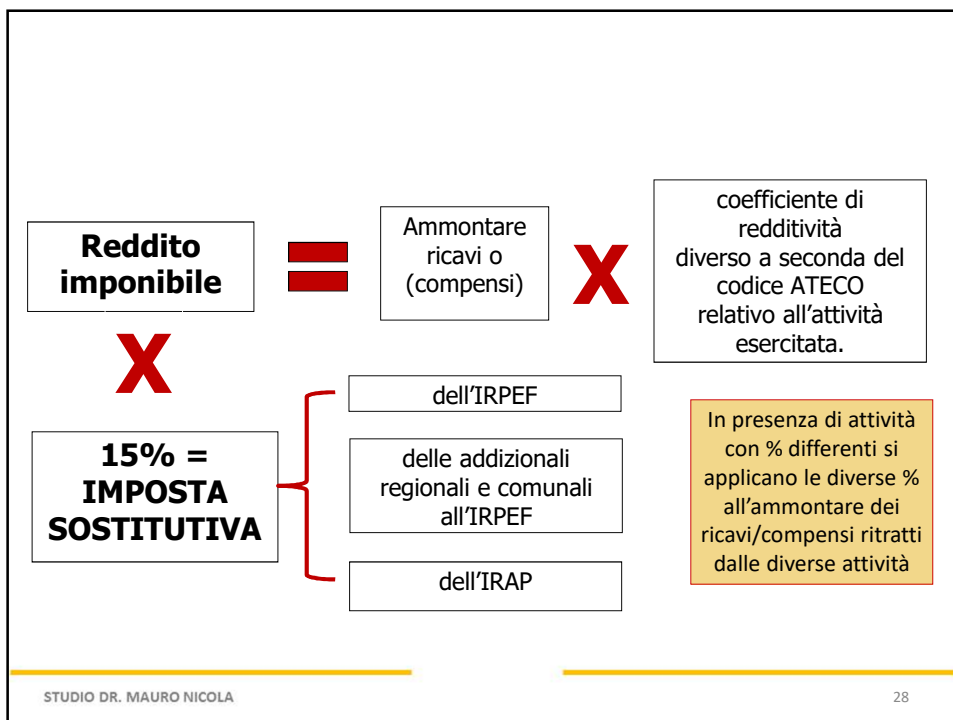 Reddito
imponibile
=
Ammontare
ricavi o
(compensi)
X
coefficiente di
redditività
diverso a seconda del
codice ATECO
relativo all'attività
esercitata.
X
15% =
IMPOSTA
SOSTITUTIVA
dell'IRPEF
delle addizionali
regionali e comunali
all'IRPEF
dell'IRAP
In presenza di attività
con % differenti si
applicano le diverse %
all'ammontare dei
ricavi/compensi ritratti
dalle diverse attività
STUDIO DR. MAURO NICOLA
28